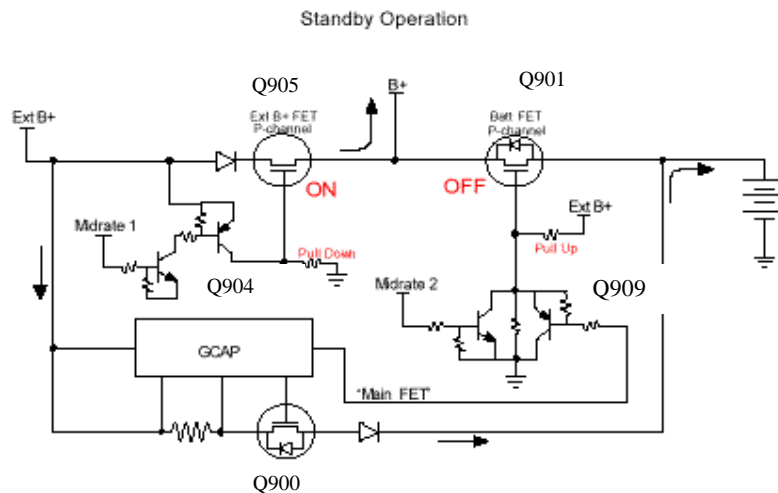 Standby Operation
Q905
Q901
B+
Ext B+
Ext B+ FET
P-channel
Batt FET
P-channel
ON
OFF
Ext B+
Midrate 1
Pull Down
Pull Up
Q904
Midrate 2
Q909
GCAP
"Main FET"
Q900